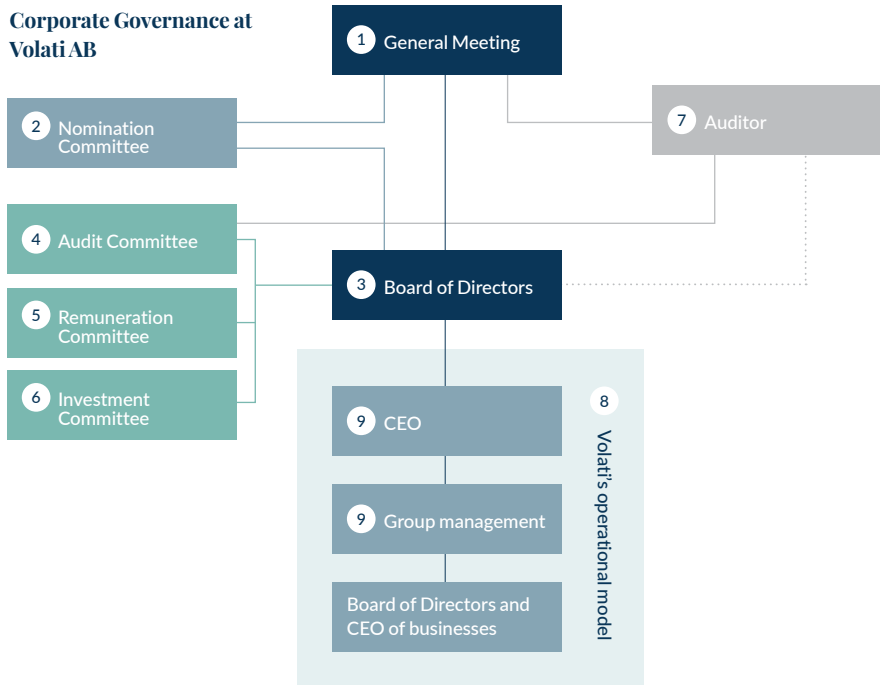 Corporate Governance at
Volati AB
1 General Meeting
2 Nomination
Committee
7 Auditor
4 Audit Committee
3 Board of Directors
5 Remuneration
Committee
6 Investment
Committee
9 CEO
8 Volati's operational model
9 Group management
Board of Directors and
CEO of businesses